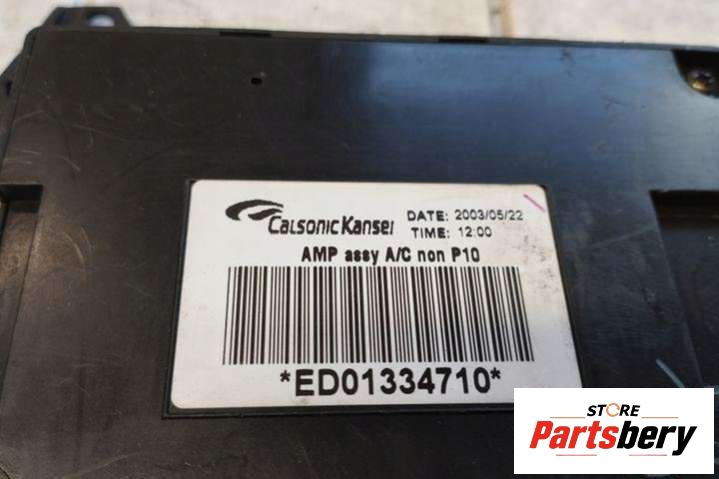 CalsonicKansei
DATE: 2003/05/22
TIME: 12:00
AMP assy A/C non P10
*ED01334710*
STORE
Partsbery